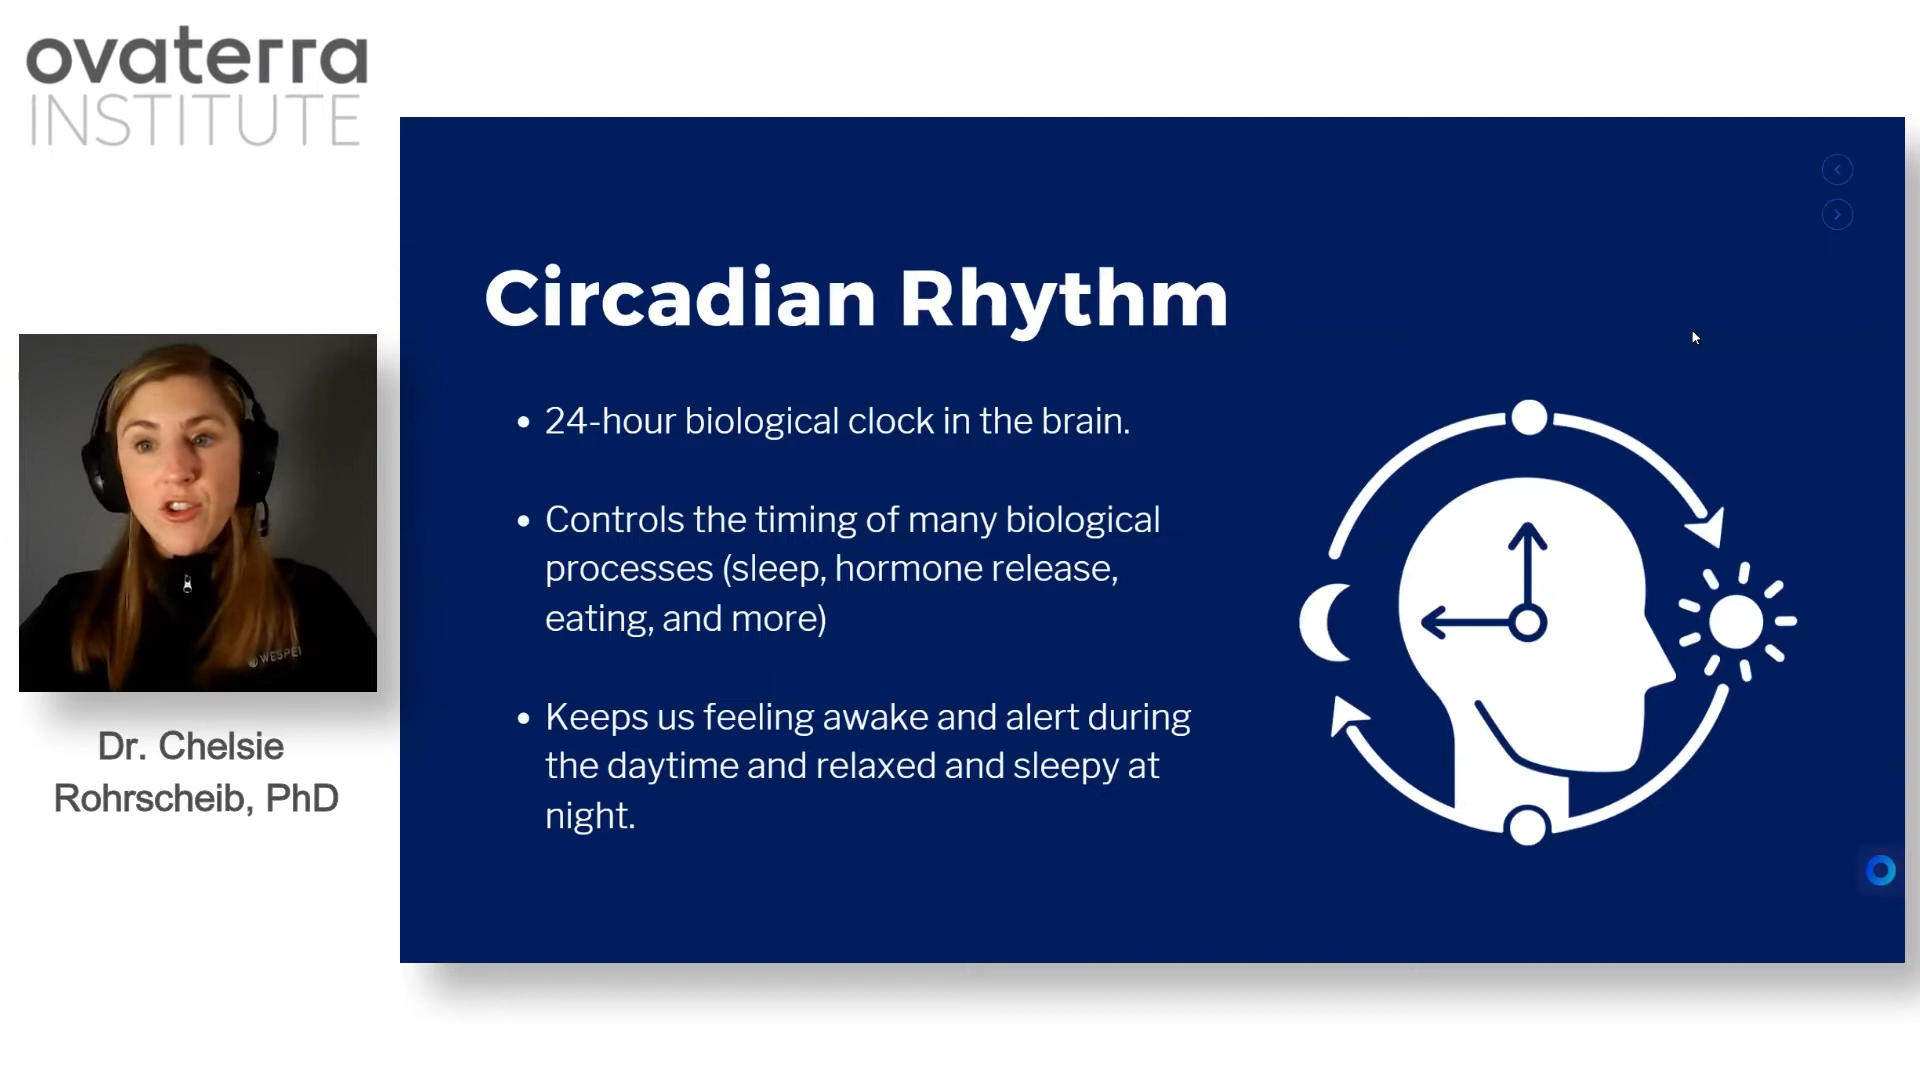 ovaterra
INSTITUTE
Circadian Rhythm
• 24-hour biological clock in the brain.
• Controls the timing of many biological
processes (sleep, hormone release,
eating, and more)
• Keeps us feeling awake and alert during
the daytime and relaxed and sleepy at
night.
WESPER
Dr. Chelsie
Rohrscheib, PhD